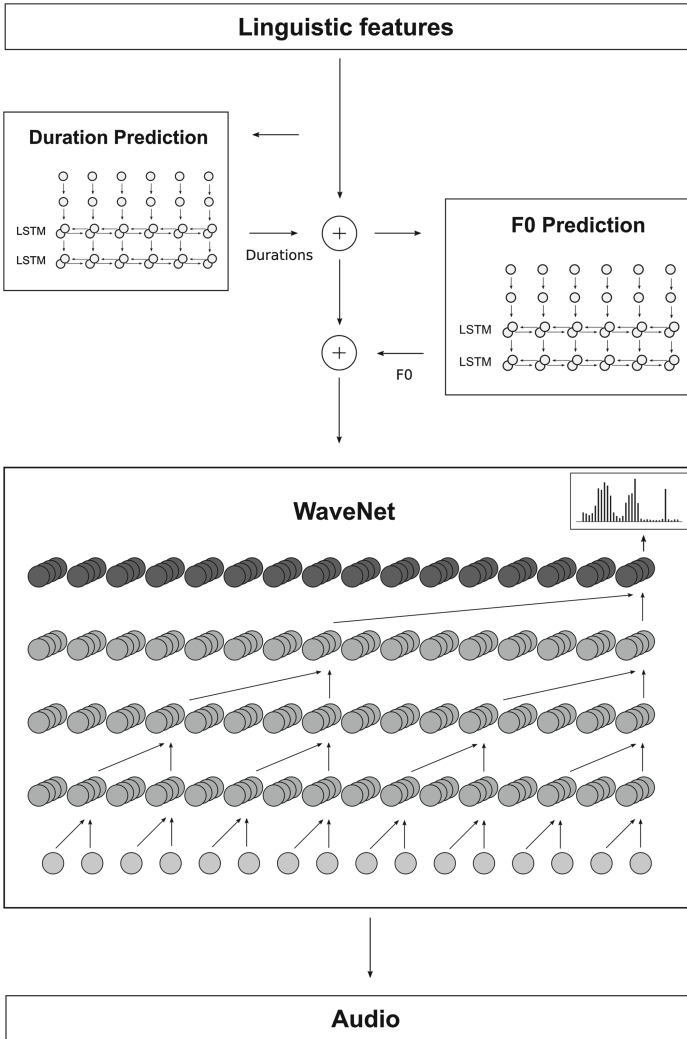 Linguistic features
Duration Prediction
LSTM
LSTM
Durations
+
F0 Prediction
LSTM
LSTM
+
F0
WaveNet
Audio